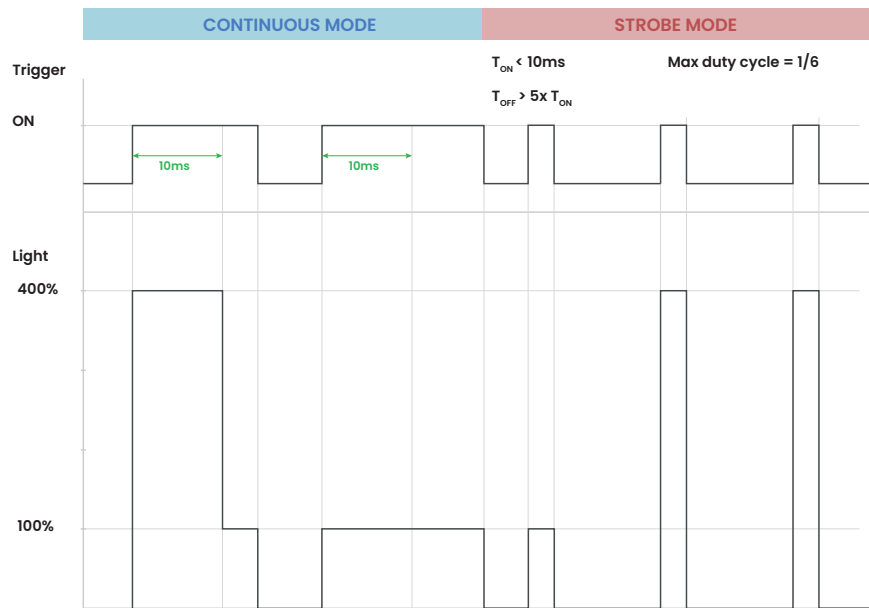 CONTINUOUS MODE
STROBE MODE
Trigger
TON < 10ms
Max duty cycle = 1/6
TOFF > 5x TON
ON
10ms
10ms
Light
400%
100%